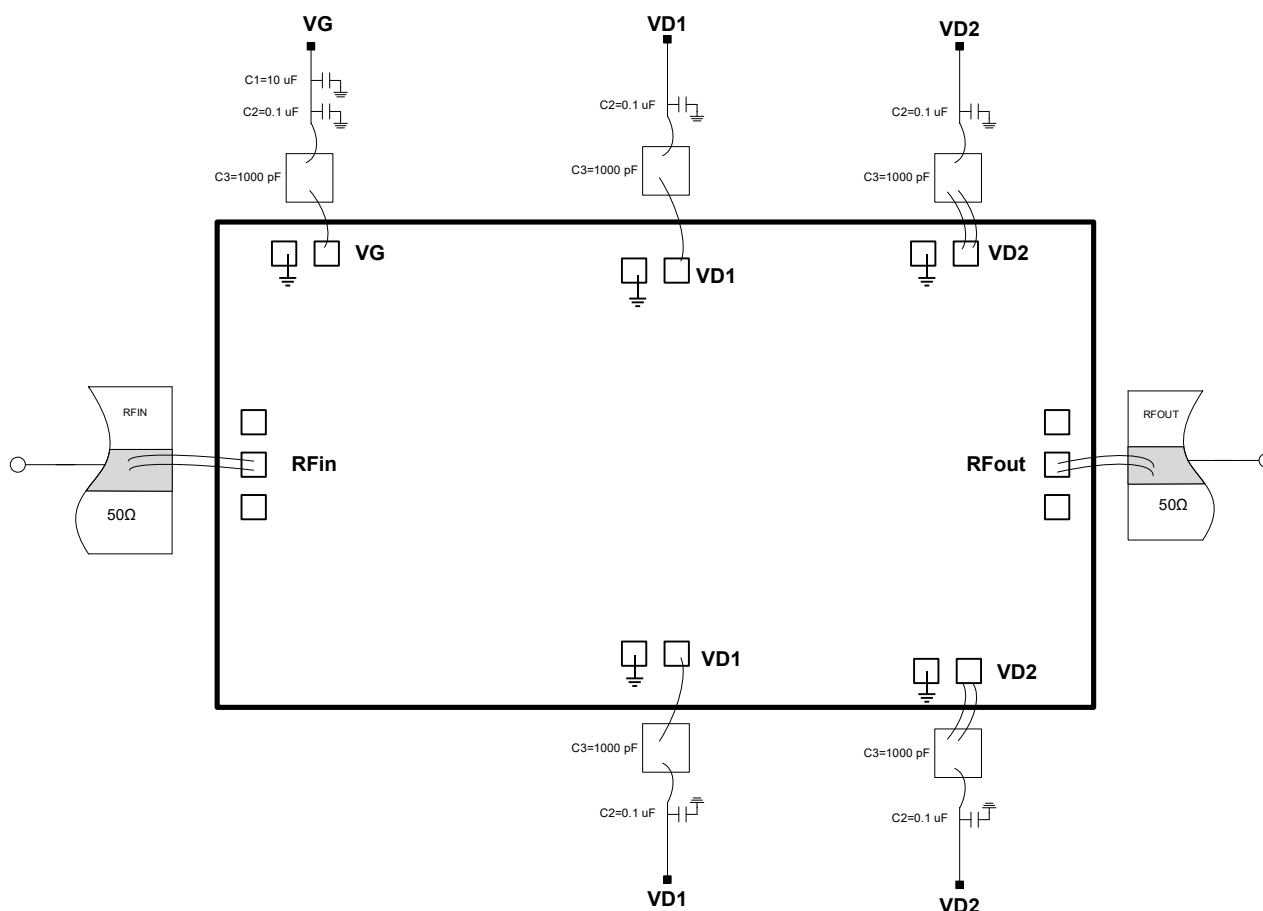 VG
VD1
VD2
C1=10 uF
C2=0.1 uF
C2=0.1 uF
C2=0.1 uF
C3=1000 pF
C3=1000 pF
C3=1000 pF
VG
VD1
VD2
RFIN
RFOUT
RFin
RFout
50Ω
50Ω
VD1
VD2
C3=1000 pF
C3=1000 pF
C2=0.1 uF
C2=0.1 uF
VD1
VD2